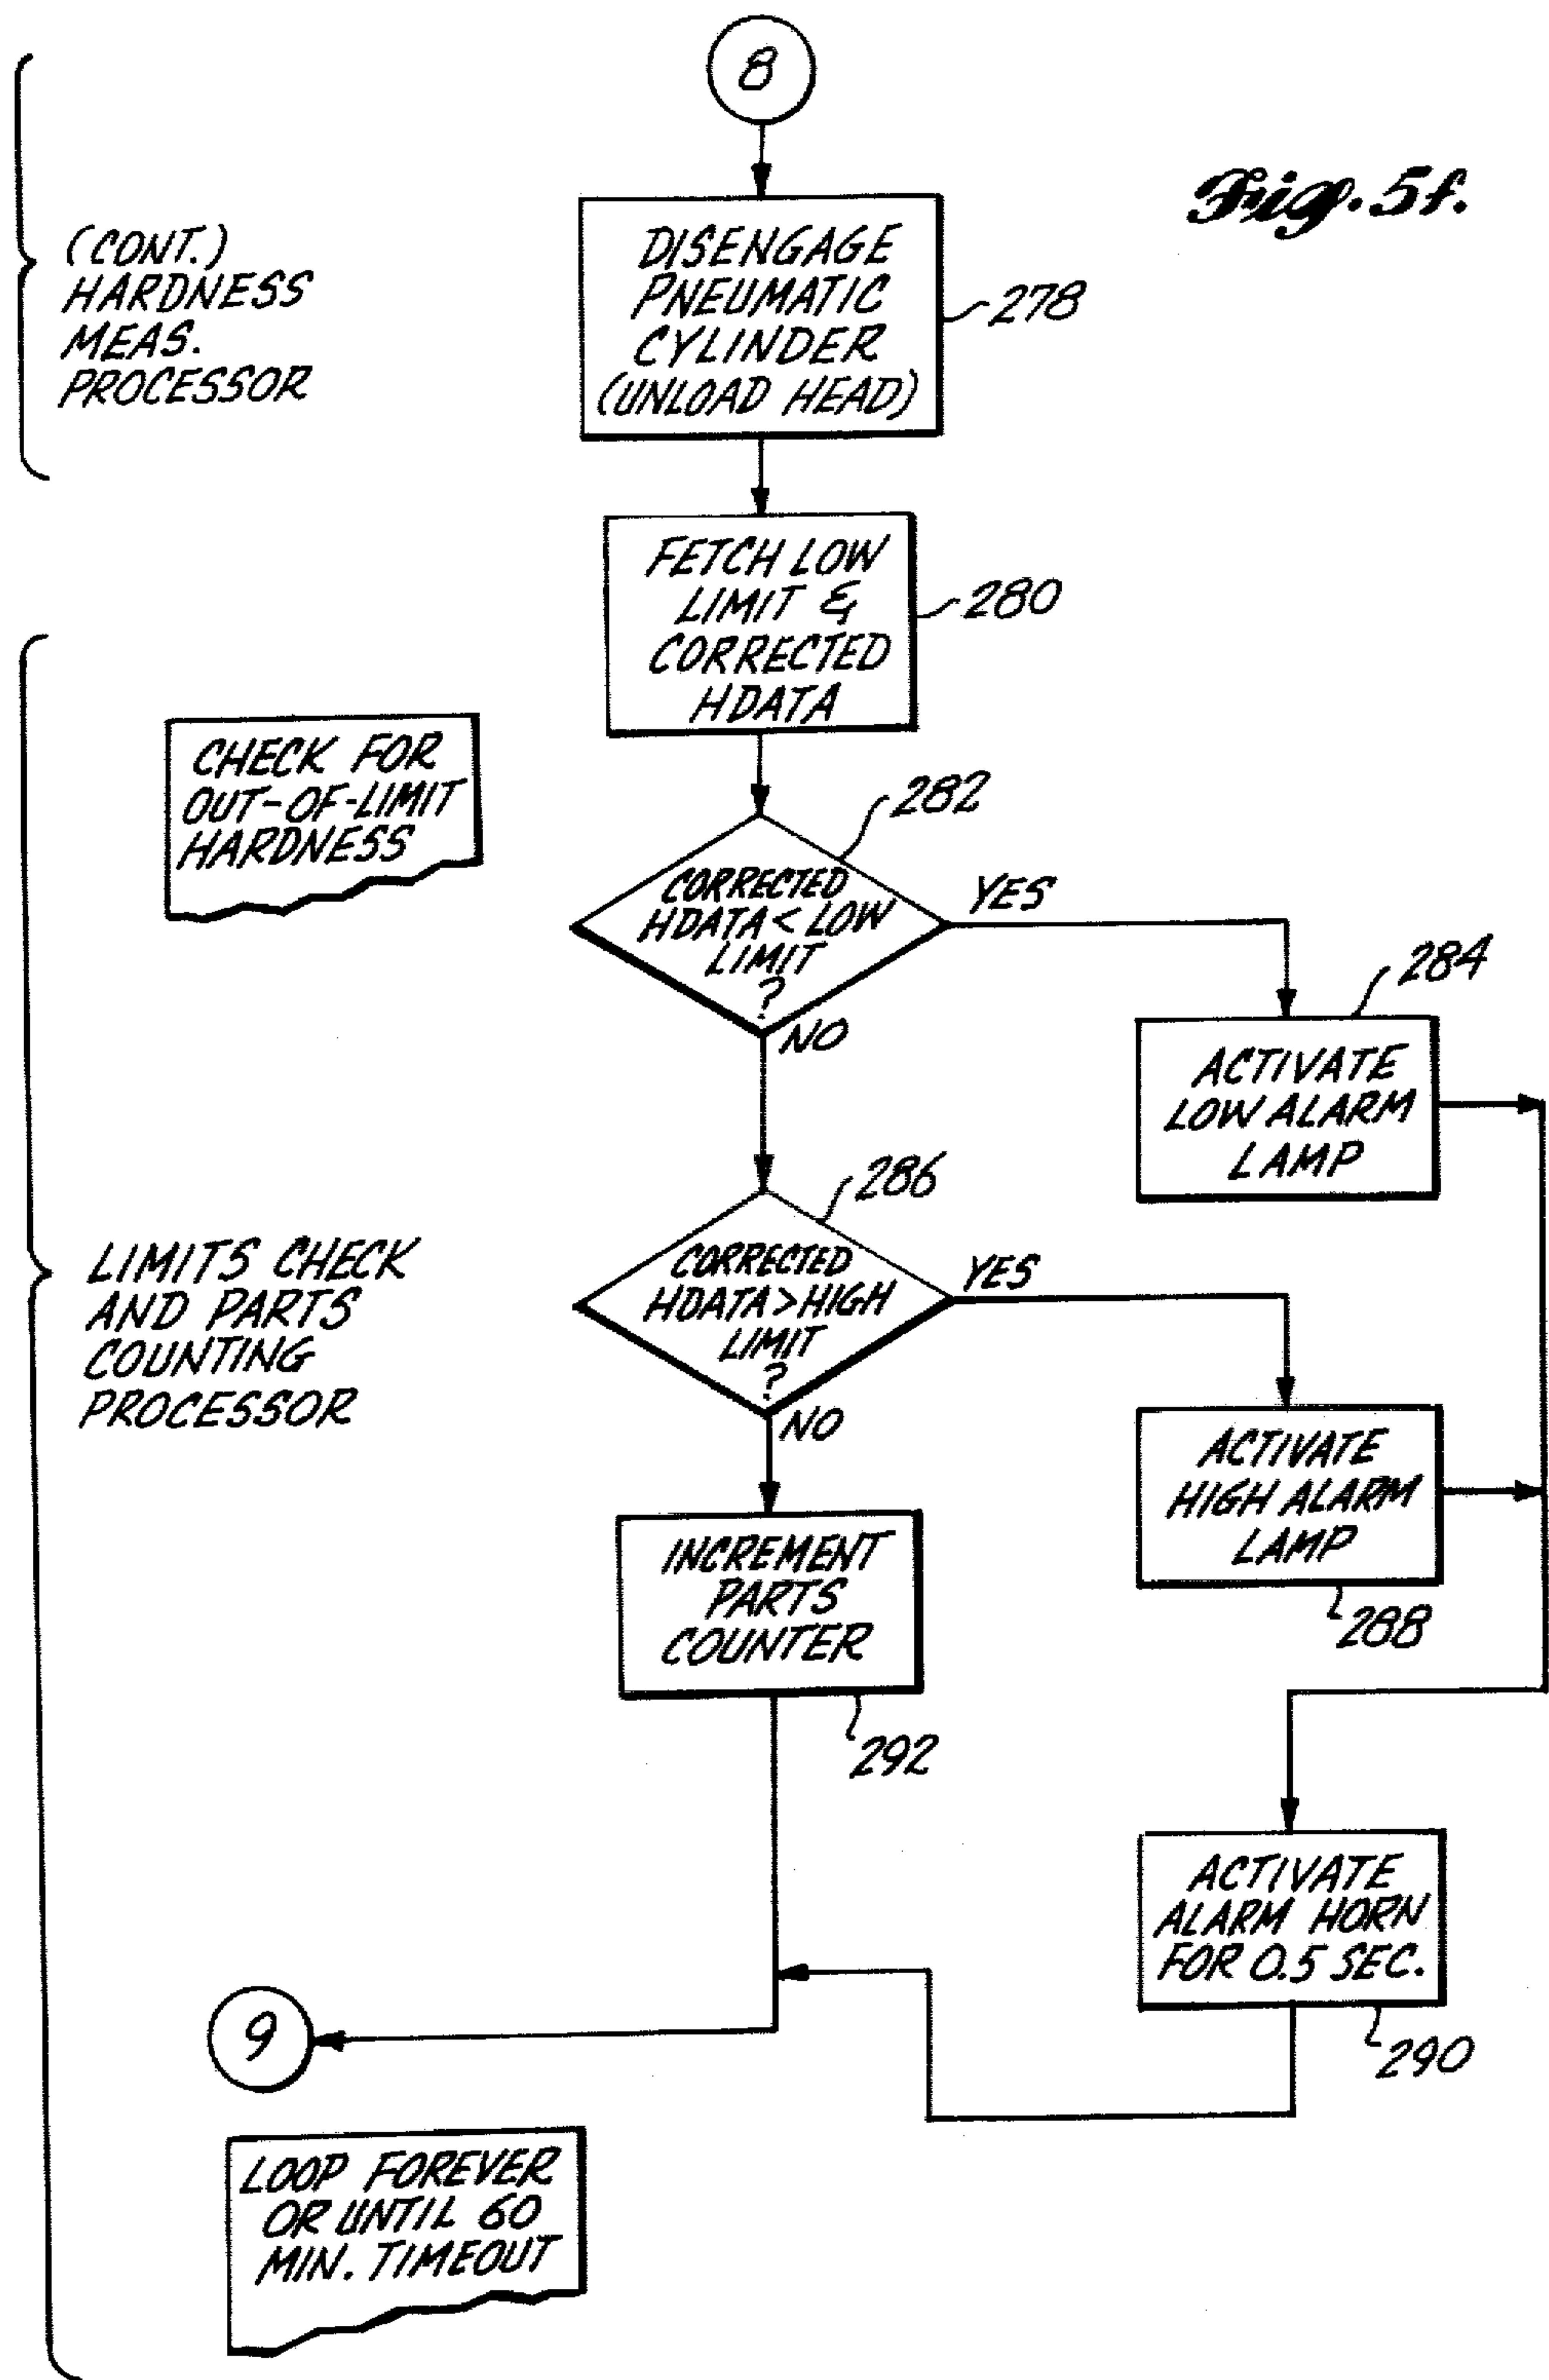 8
Fig. 5f.
(CONT.)
HARDNESS
MEAS.
PROCESSOR
DISENGAGE
PNEUMATIC
CYLINDER
(UNLOAD HEAD)
278
FETCH LOW
LIMIT &
CORRECTED
HDATA
280
CHECK FOR
OUT-OF-LIMIT
HARDNESS
282
CORRECTED
HDATA < LOW
LIMIT
?
YES
NO
284
ACTIVATE
LOW ALARM
LAMP
286
CORRECTED
HDATA > HIGH
LIMIT
?
YES
NO
LIMITS CHECK
AND PARTS
COUNTING
PROCESSOR
ACTIVATE
HIGH ALARM
LAMP
288
INCREMENT
PARTS
COUNTER
292
ACTIVATE
ALARM HORN
FOR 0.5 SEC.
290
9
LOOP FOREVER
OR UNTIL 60
MIN. TIMEOUT